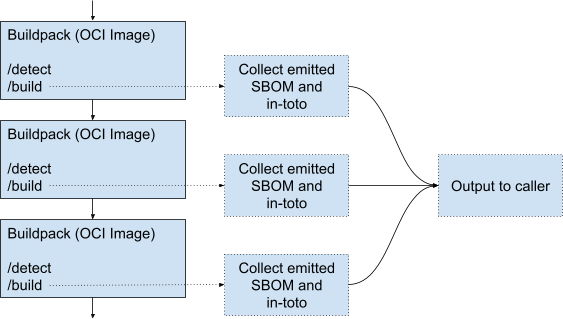 Buildpack (OCI Image)
/detect
/build
Collect emitted
SBOM and
in-toto
Buildpack (OCI Image)
/detect
/build
Collect emitted
SBOM and
in-toto
Output to caller
Buildpack (OCI Image)
/detect
/build
Collect emitted
SBOM and
in-toto